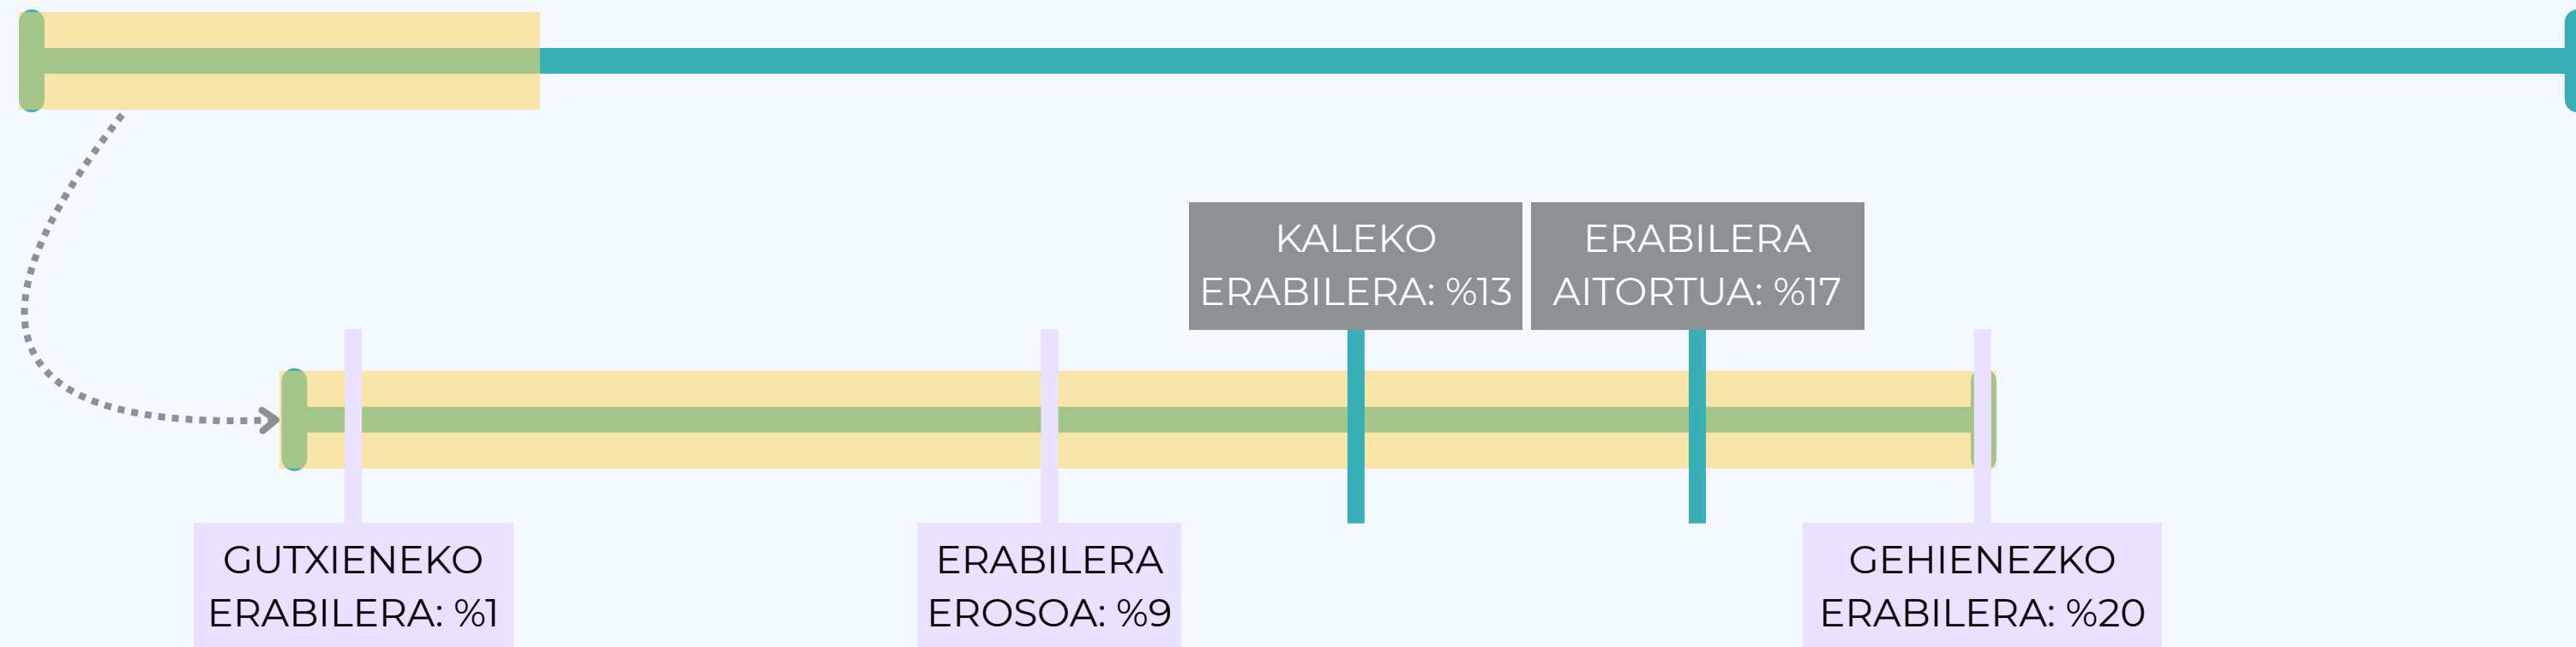 KALEKO
ERABILERA: %13
ERABILERA
AITORTUA: %17
GUTXIENEKO
ERABILERA: %1
ERABILERA
EROSOA: %9
GEHIENEZKO
ERABILERA: %20